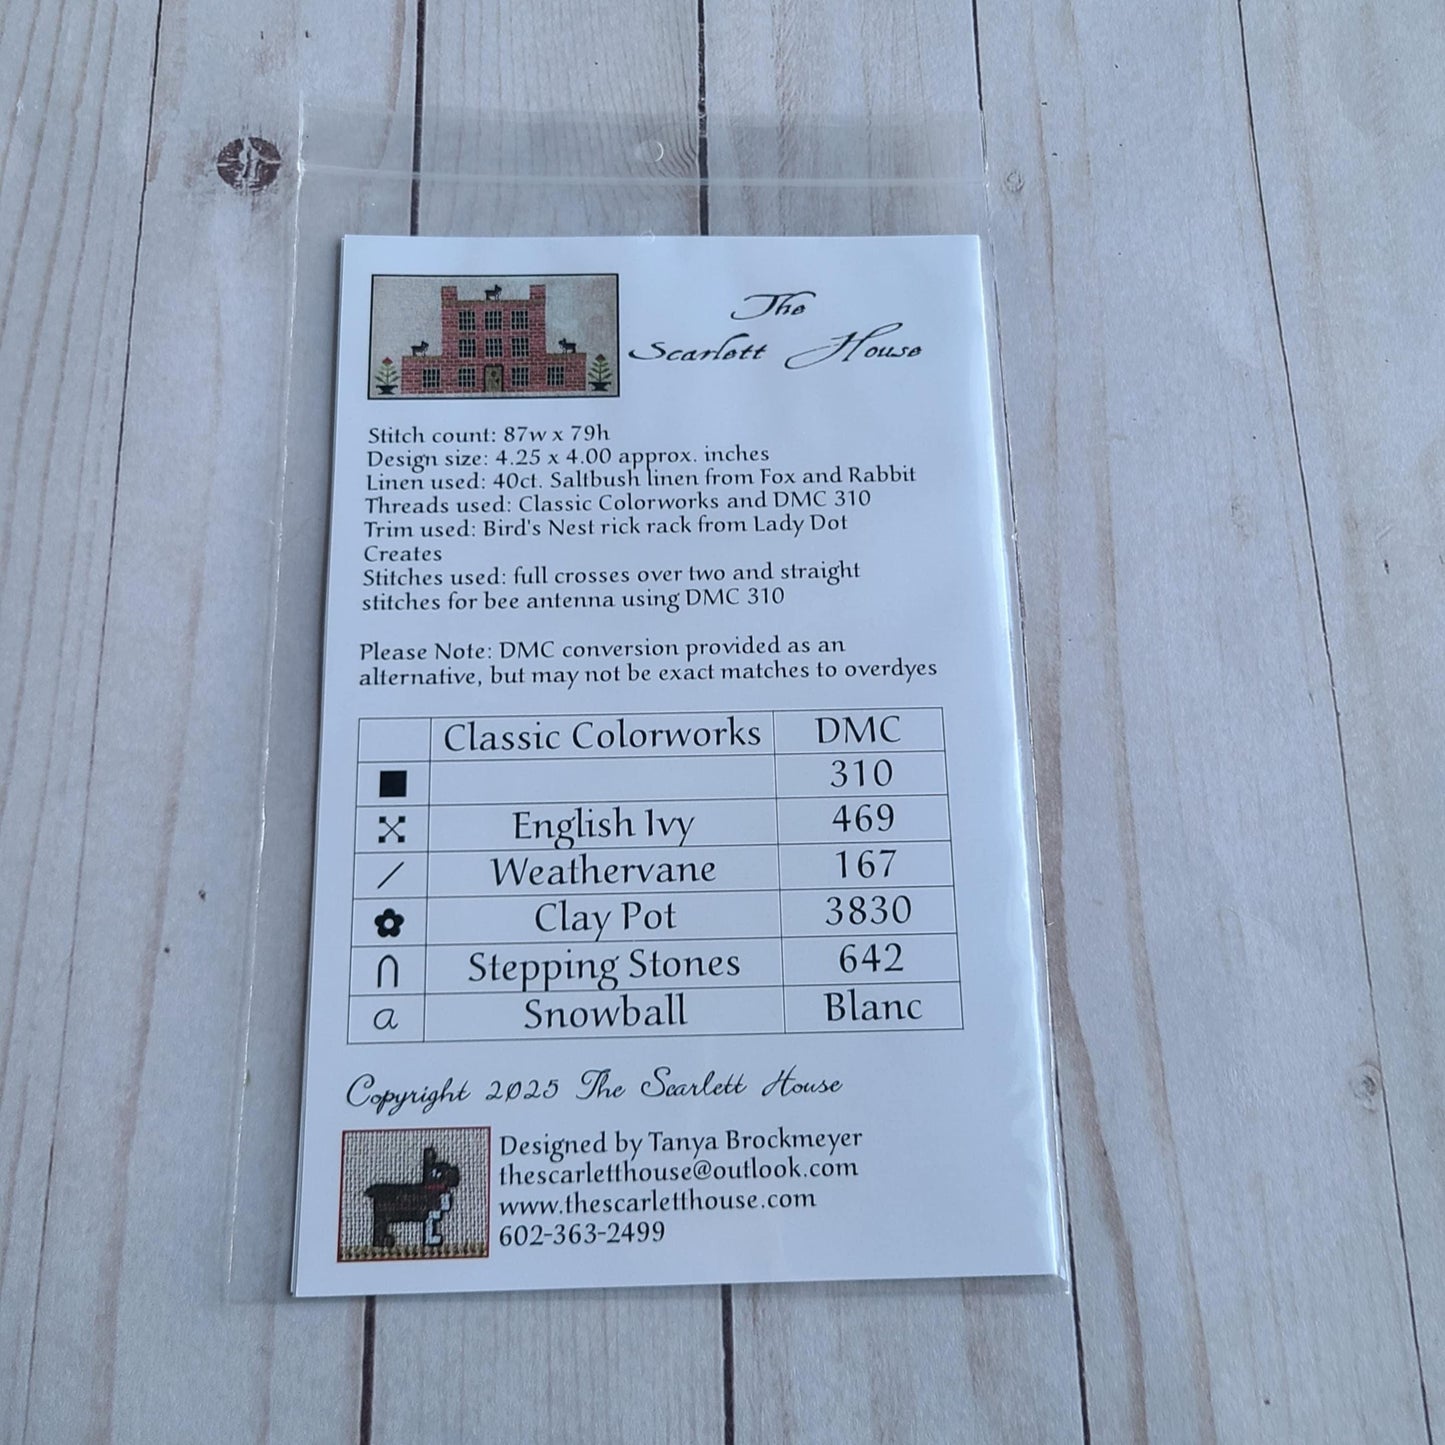 The
Scarlett House
Stitch count: 87w x 79h
Design size: 4.25 x 4.00 approx. inches
Linen used: 40ct. Saltbush linen from Fox and Rabbit
Threads used: Classic Colorworks and DMC 310
Trim used: Bird's Nest rick rack from Lady Dot
Creates
Stitches used: full crosses over two and straight
stitches for bee antenna using DMC 310
Please Note: DMC conversion provided as an
alternative, but may not be exact matches to overdyes
Classic Colorworks DMC
310
English Ivy 469
Weathervane 167
Clay Pot 3830
Stepping Stones 642
a Snowball Blanc
Copyright 2025 The Scarlett House
Designed by Tanya Brockmeyer
thescarletthouse@outlook.com
www.thescarletthouse.com
602-363-2499